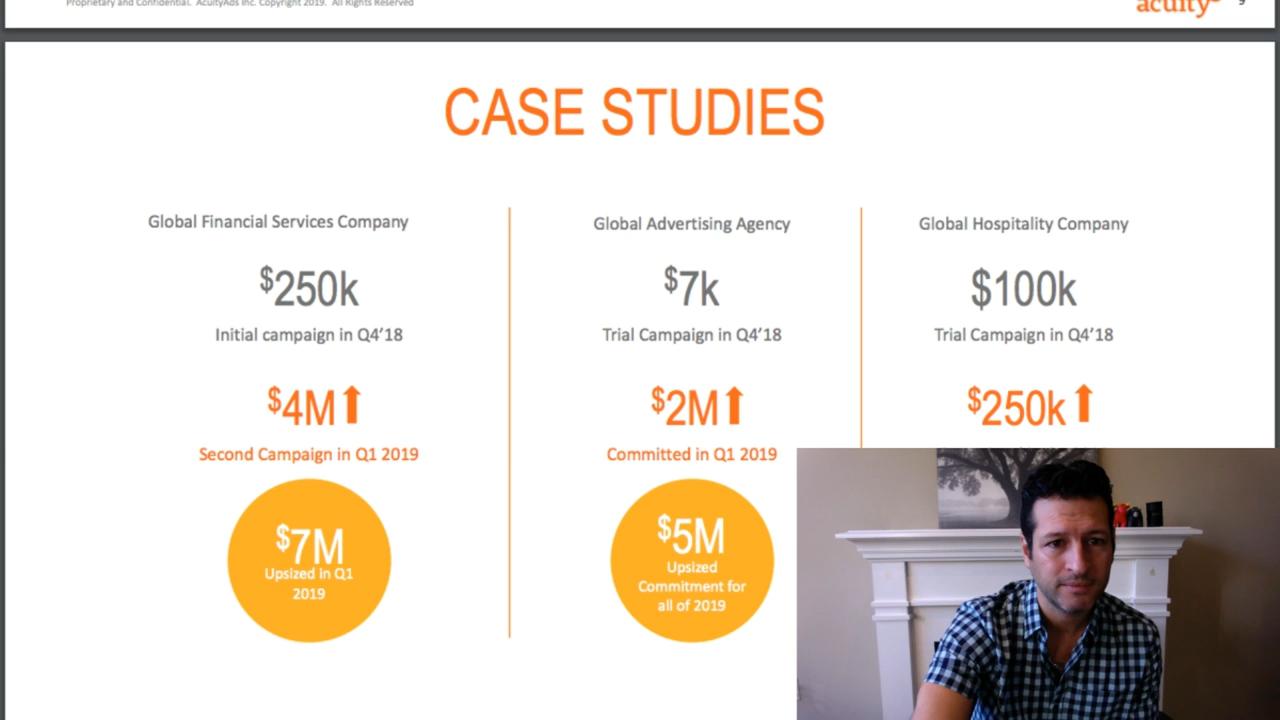 Proprietary and Confidential. AcuityAds Inc. Copyright 2019. All Rights Reserved
acuity
9
CASE STUDIES
Global Financial Services Company
$250k
Initial campaign in Q4’18
$4M
Second Campaign in Q1 2019
$7M
Upsized in Q1
2019
Global Advertising Agency
$7k
Trial Campaign in Q4’18
$2M
Committed in Q1 2019
$5M
Upsized
Commitment for
all of 2019
Global Hospitality Company
$100k
Trial Campaign in Q4’18
$250k